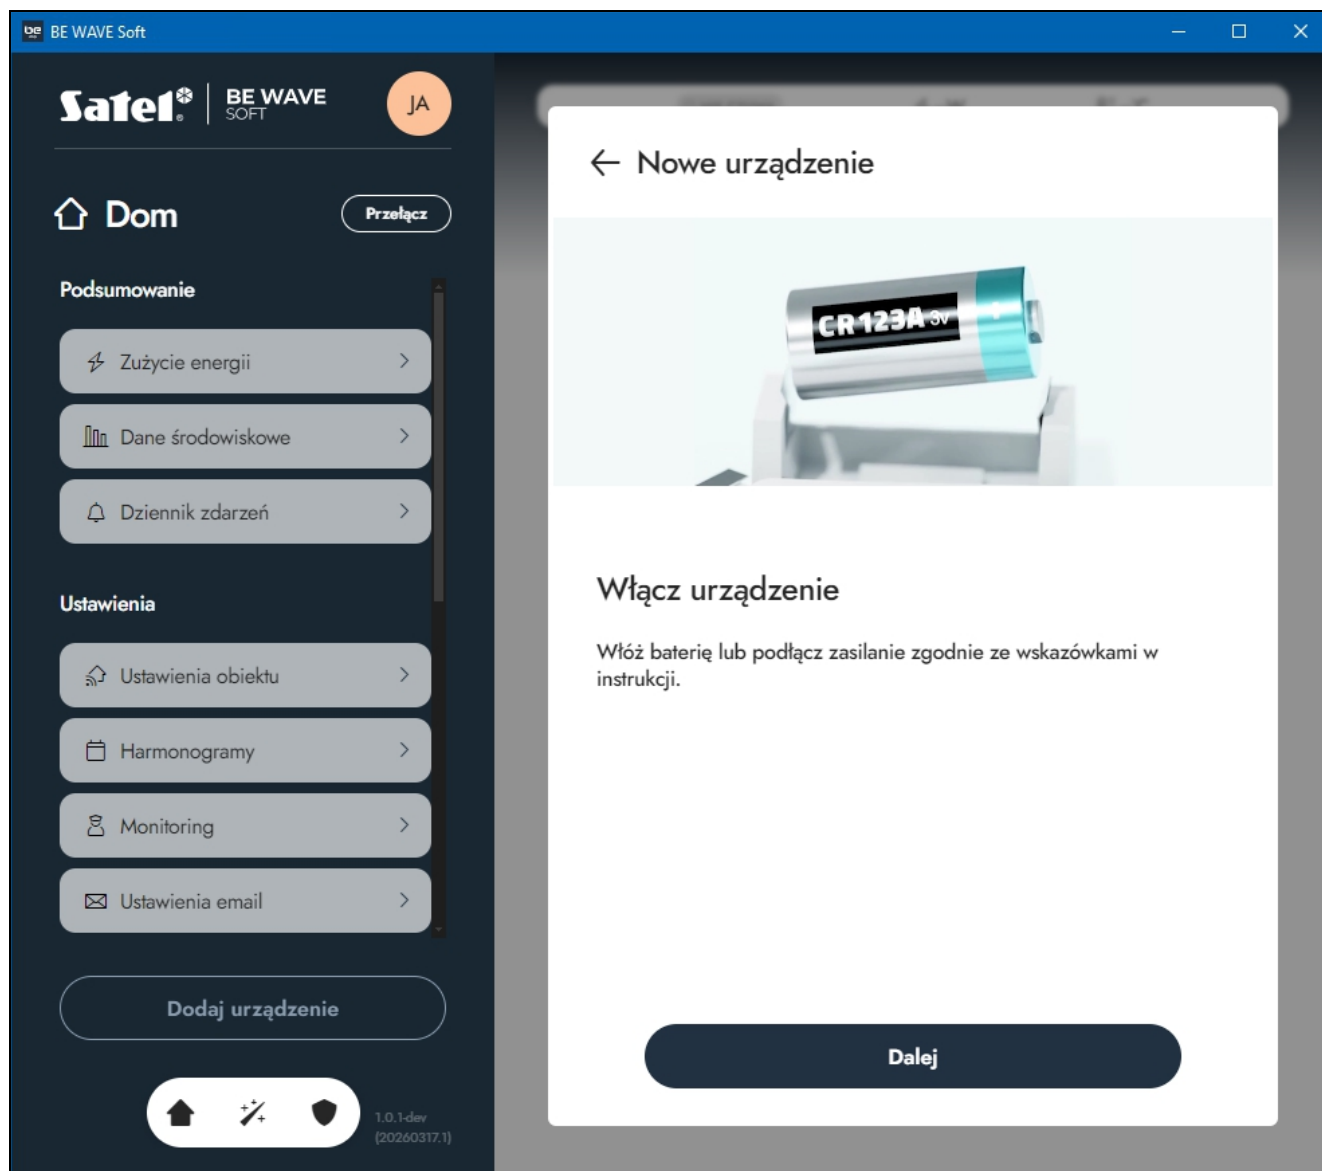 be
BE WAVE Soft
Satel®
BE WAVE
SOFT
JA
Dom
Przełącz
Podsumowanie
Zużycie energii
Dane środowiskowe
Dziennik zdarzeń
Ustawienia
Ustawienia obiektu
Harmonogramy
Monitoring
Ustawienia email
Dodaj urządzenie
1.0.1-dev
(20260317.1)
Nowe urządzenie
CR123A 3v
+
Włącz urządzenie
Włóż baterię lub podłącz zasilanie zgodnie ze wskazówkami w
instrukcji.
Dalej